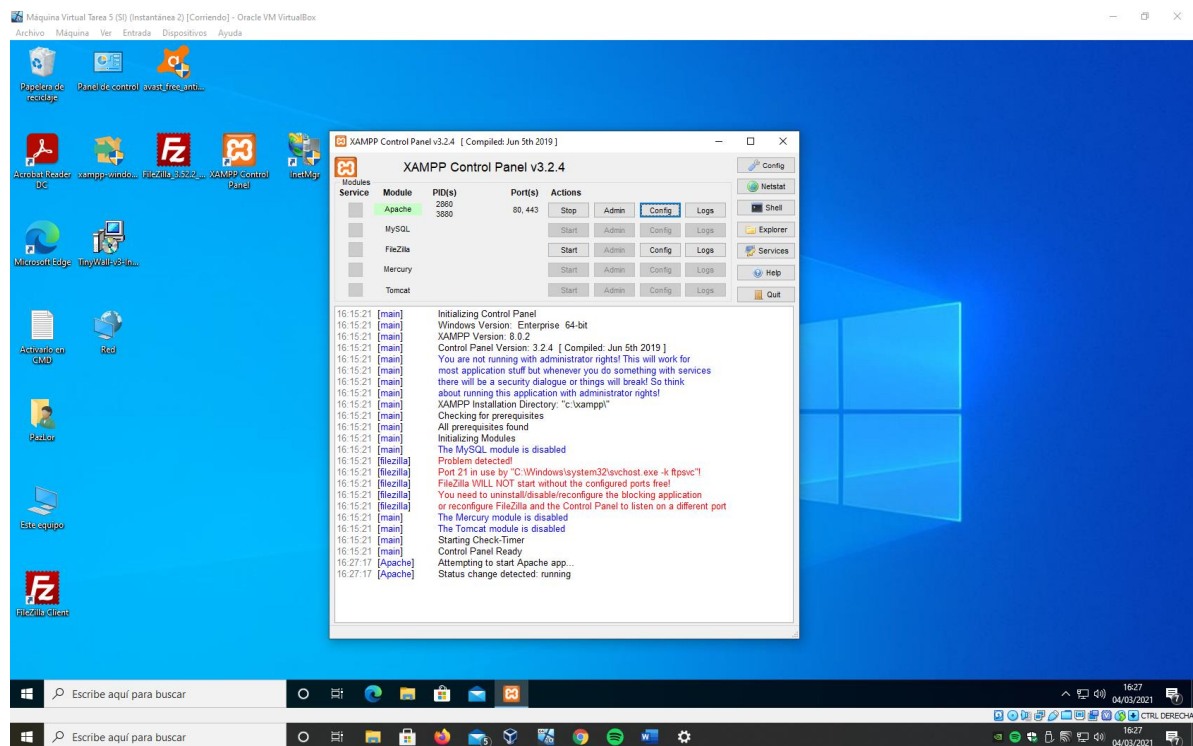 Máquina Virtual Tarea 5 (SI) (Instantánea 2) [Corriendo] - Oracle VM VirtualBox
Archivo Máquina Ver Entrada Dispositivos Ayuda
Papelera de reciclaje
Panel de control
avast_free_anti...
Acrobat Reader DC
xampp-windo...
FileZilla_3.52.2_...
XAMPP Control Panel
InetMgr
Microsoft Edge
TinyWall-v3-In...
Activarlo en CMD
Red
PazLor
Este equipo
FileZilla Client
XAMPP Control Panel v3.2.4 [ Compiled: Jun 5th 2019 ]
XAMPP Control Panel v3.2.4
Modules
Service Module PID(s) Port(s) Actions
Apache 2860 3880 80, 443 Stop Admin Config Logs
MySQL Start Admin Config Logs
FileZilla Start Admin Config Logs
Mercury Start Admin Config Logs
Tomcat Start Admin Config Logs
Config
Netstat
Shell
Explorer
Services
Help
Quit
16:15:21 [main] Initializing Control Panel
16:15:21 [main] Windows Version: Enterprise 64-bit
16:15:21 [main] XAMPP Version: 8.0.2
16:15:21 [main] Control Panel Version: 3.2.4 [ Compiled: Jun 5th 2019 ]
16:15:21 [main] You are not running with administrator rights! This will work for
16:15:21 [main] most application stuff but whenever you do something with services
16:15:21 [main] there will be a security dialogue or things will break! So think
16:15:21 [main] about running this application with administrator rights!
16:15:21 [main] XAMPP Installation Directory: "c:\xampp\"
16:15:21 [main] Checking for prerequisites
16:15:21 [main] All prerequisites found
16:15:21 [main] Initializing Modules
16:15:21 [main] The MySQL module is disabled
16:15:21 [filezilla] Problem detected!
16:15:21 [filezilla] Port 21 in use by "C:\Windows\system32\svchost.exe -k ftpsvc"!
16:15:21 [filezilla] FileZilla WILL NOT start without the configured ports free!
16:15:21 [filezilla] You need to uninstall/disable/reconfigure the blocking application
16:15:21 [filezilla] or reconfigure FileZilla and the Control Panel to listen on a different port
16:15:21 [main] The Mercury module is disabled
16:15:21 [main] The Tomcat module is disabled
16:15:21 [main] Starting Check-Timer
16:15:21 [main] Control Panel Ready
16:27:17 [Apache] Attempting to start Apache app...
16:27:17 [Apache] Status change detected: running
Escribe aquí para buscar
16:27
04/03/2021
CTRL DERECHA
Escribe aquí para buscar
16:27
04/03/2021